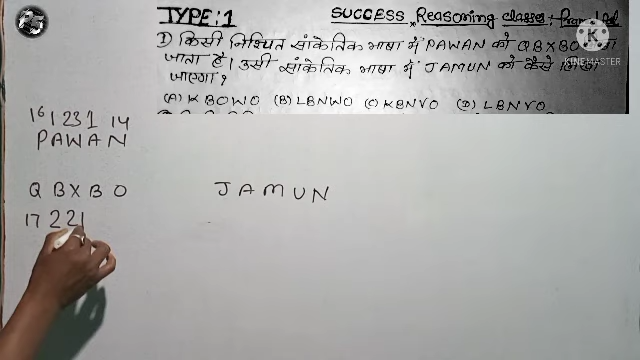 TYPE:1
SUCCESS Reasoning classes
1) किसी निश्चित सांकेतिक भाषा में PAWAN को QBXBO
जाता है। उसी सांकेतिक भाषा में JAMUN को कैसे लिखा
जाएगा?
(A) KBOWO (B) LBNWO (C) KBNVO (D) LBNVO
16 1 23 1 14
PAWAN
QBXBO
JAMUN
17 2 2
KINEMASTER